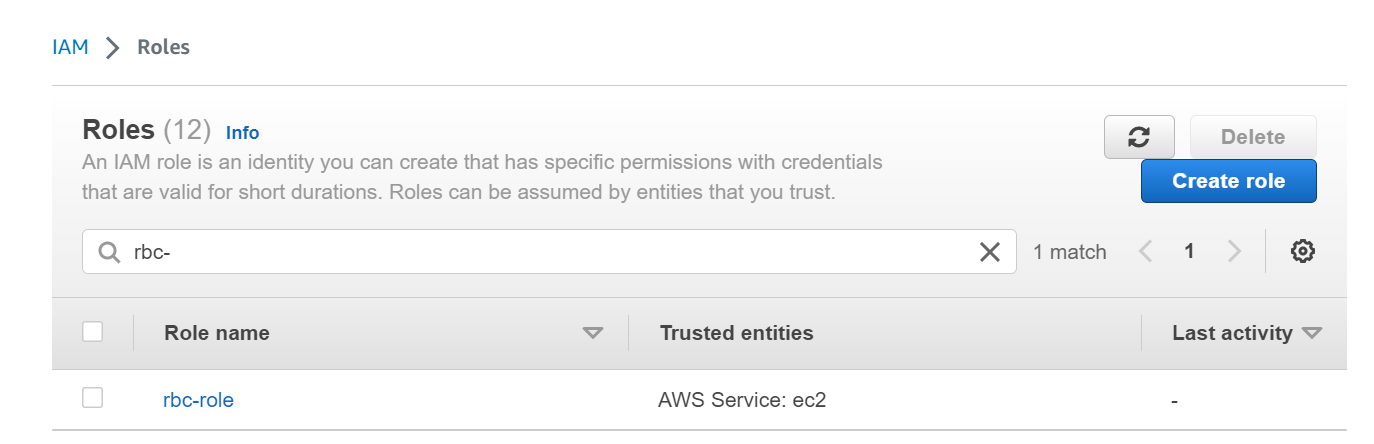 IAM > Roles
Roles (12) Info
An IAM role is an identity you can create that has specific permissions with credentials
that are valid for short durations. Roles can be assumed by entities that you trust.
Delete
Create role
rbc-
1 match
1
Role name
Trusted entities
Last activity
rbc-role
AWS Service: ec2
-